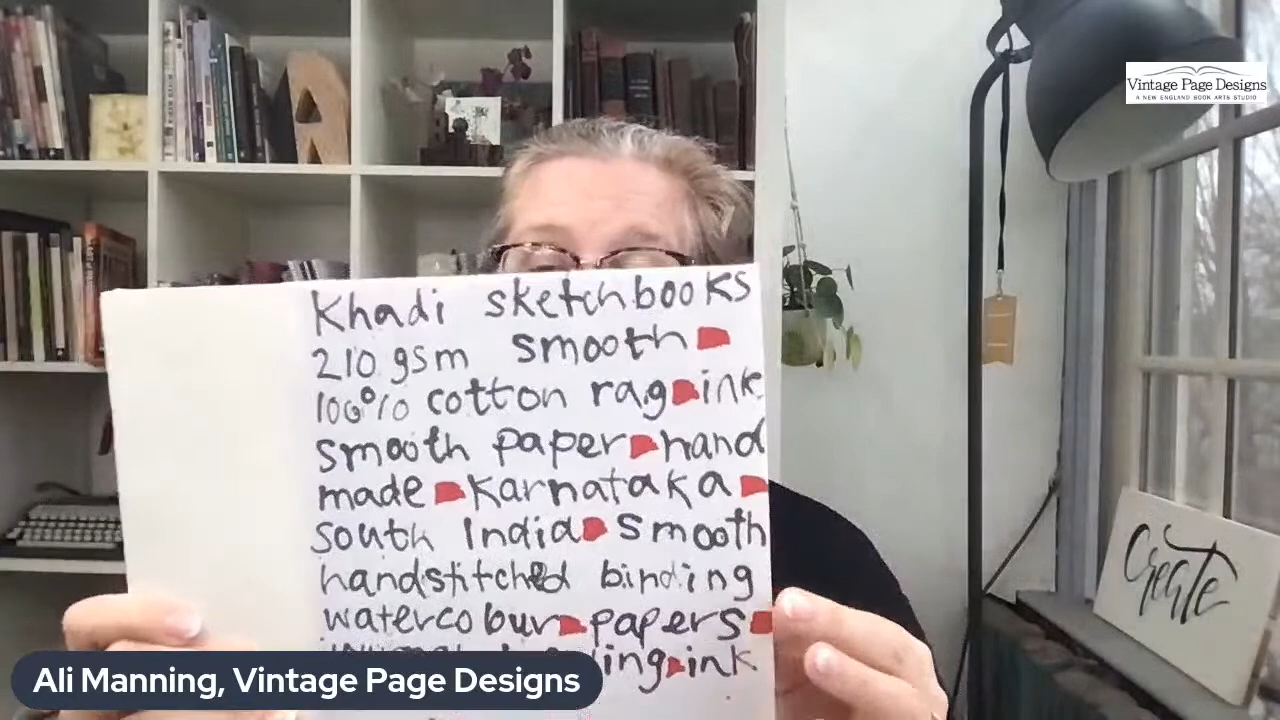 Vintage Page Designs
A NEW ENGLAND BOOK ARTS STUDIO
Khadi sketchbooks
210 gsm smooth
100% cotton rag ink
smooth paper hand
made Karnataka
South India smooth
handstitched binding
watercolour papers
ing ink
Create
Ali Manning, Vintage Page Designs